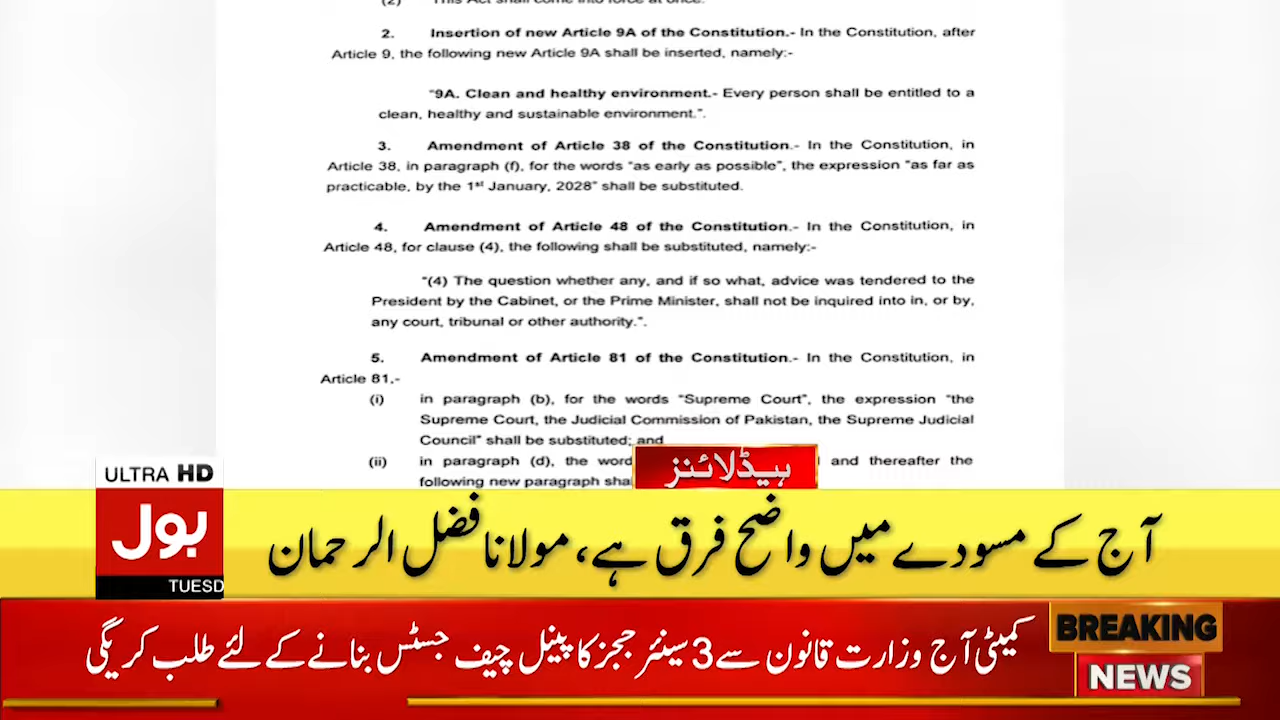 (2) This Act shall come into force at once.
2. Insertion of new Article 9A of the Constitution.- In the Constitution, after
Article 9, the following new Article 9A shall be inserted, namely:-
"9A. Clean and healthy environment.- Every person shall be entitled to a
clean, healthy and sustainable environment.".
3. Amendment of Article 38 of the Constitution.- In the Constitution, in
Article 38, in paragraph (f), for the words "as early as possible", the expression "as far as
practicable, by the 1st January, 2028" shall be substituted.
4. Amendment of Article 48 of the Constitution.- In the Constitution, in
Article 48, for clause (4), the following shall be substituted, namely:-
"(4) The question whether any, and if so what, advice was tendered to the
President by the Cabinet, or the Prime Minister, shall not be inquired into in, or by,
any court, tribunal or other authority.".
5. Amendment of Article 81 of the Constitution.- In the Constitution, in
Article 81,-
(i) in paragraph (b), for the words "Supreme Court", the expression "the
Supreme Court, the Judicial Commission of Pakistan, the Supreme Judicial
Council" shall be substituted; and
(ii) in paragraph (d), the word and thereafter the
following new paragraph sha
ہیڈلائنز
ULTRA HD
بول
TUESD
آج کے مسودے میں واضح فرق ہے، مولانا فضل الرحمان
کمیٹی آج وزارت قانون سے 3 سینئر ججز کا پینل چیف جسٹس بنانے کے لئے طلب کریگی
BREAKING
NEWS